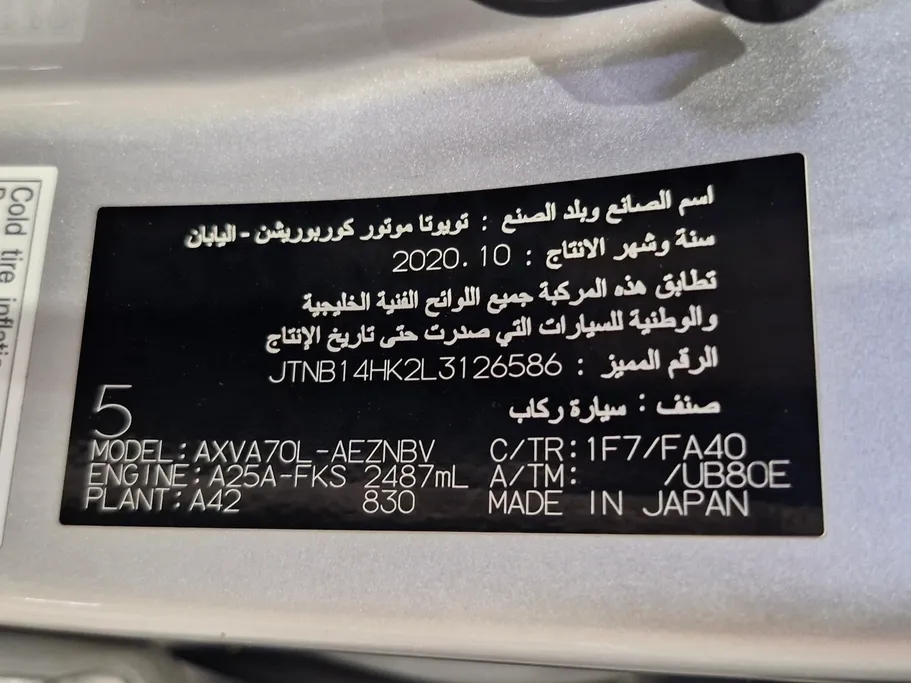 اسم الصانع وبلد الصنع : تويوتا موتور كوربوريشن - اليابان
سنة وشهر الانتاج : 2020.10
تطابق هذه المركبة جميع اللوائح الفنية الخليجية
والوطنية للسيارات التي صدرت حتى تاريخ الإنتاج
الرقم المميز : JTNB14HK2L3126586
صنف : سيارة ركاب
5
MODEL:AXVA70L-AEZNBV C/TR:1F7/FA40
ENGINE:A25A-FKS 2487mL A/TM: /UB80E
PLANT:A42 830 MADE IN JAPAN
Cold tire